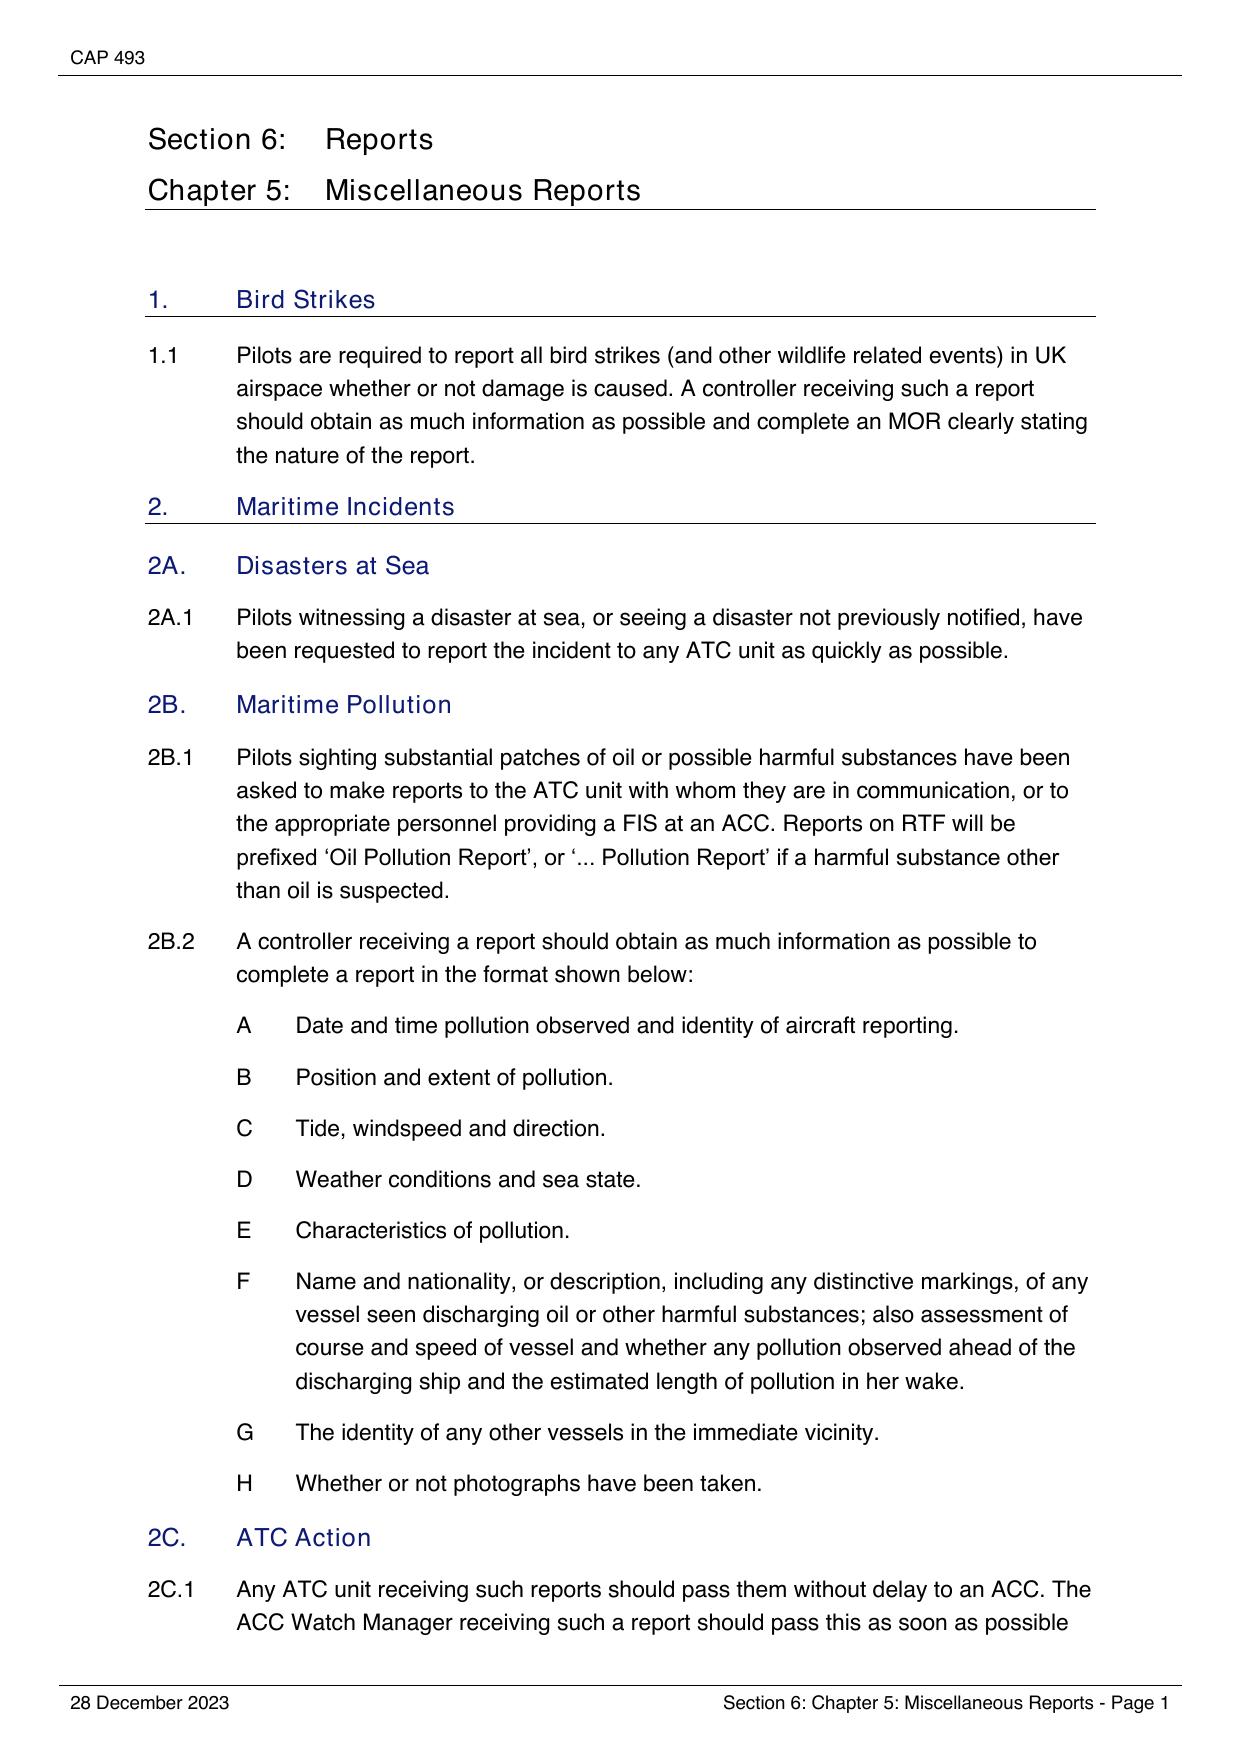 CAP 493
Section 6: Reports
Chapter 5: Miscellaneous Reports
1. Bird Strikes
1.1 Pilots are required to report all bird strikes (and other wildlife related events) in UK
airspace whether or not damage is caused. A controller receiving such a report
should obtain as much information as possible and complete an MOR clearly stating
the nature of the report.
2. Maritime Incidents
2A. Disasters at Sea
2A.1 Pilots witnessing a disaster at sea, or seeing a disaster not previously notified, have
been requested to report the incident to any ATC unit as quickly as possible.
2B. Maritime Pollution
2B.1 Pilots sighting substantial patches of oil or possible harmful substances have been
asked to make reports to the ATC unit with whom they are in communication, or to
the appropriate personnel providing a FIS at an ACC. Reports on RTF will be
prefixed ‘Oil Pollution Report’, or ‘... Pollution Report’ if a harmful substance other
than oil is suspected.
2B.2 A controller receiving a report should obtain as much information as possible to
complete a report in the format shown below:
A Date and time pollution observed and identity of aircraft reporting.
B Position and extent of pollution.
C Tide, windspeed and direction.
D Weather conditions and sea state.
E Characteristics of pollution.
F Name and nationality, or description, including any distinctive markings, of any
vessel seen discharging oil or other harmful substances; also assessment of
course and speed of vessel and whether any pollution observed ahead of the
discharging ship and the estimated length of pollution in her wake.
G The identity of any other vessels in the immediate vicinity.
H Whether or not photographs have been taken.
2C. ATC Action
2C.1 Any ATC unit receiving such reports should pass them without delay to an ACC. The
ACC Watch Manager receiving such a report should pass this as soon as possible
28 December 2023 Section 6: Chapter 5: Miscellaneous Reports - Page 1